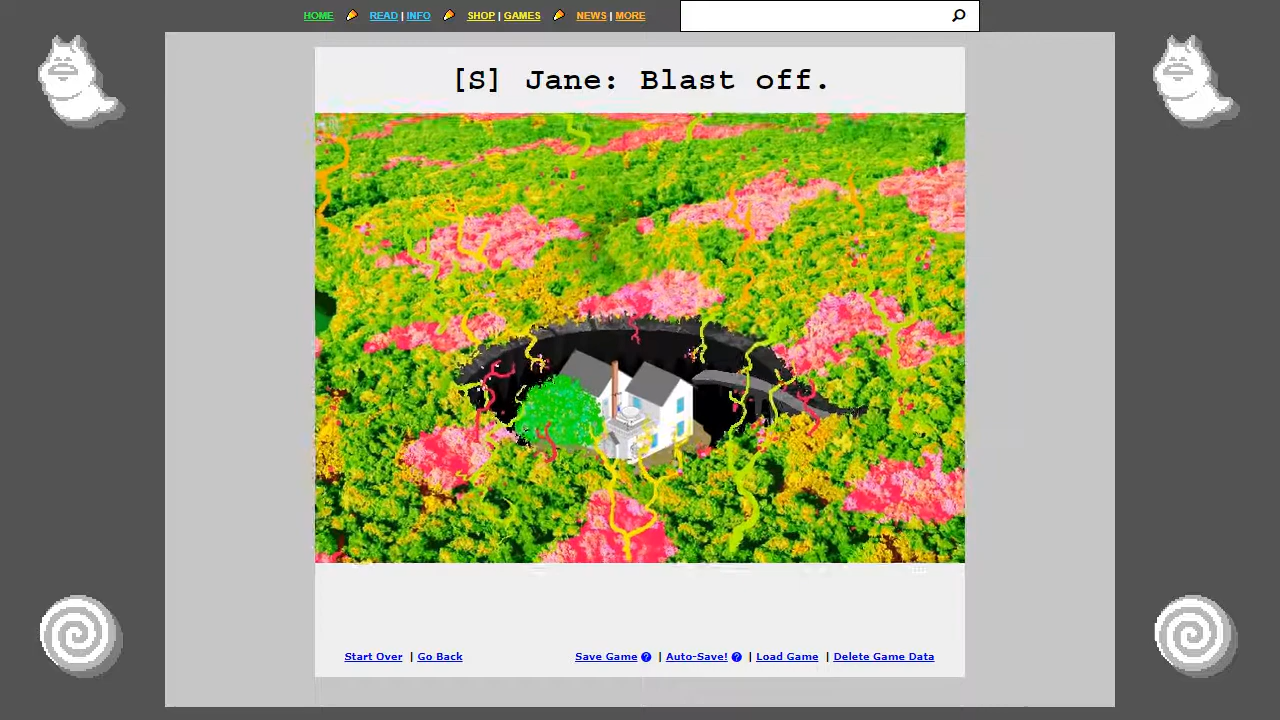 HOME READ | INFO SHOP | GAMES NEWS | MORE
[S] Jane: Blast off.
Start Over | Go Back Save Game ? | Auto-Save! ? | Load Game | Delete Game Data